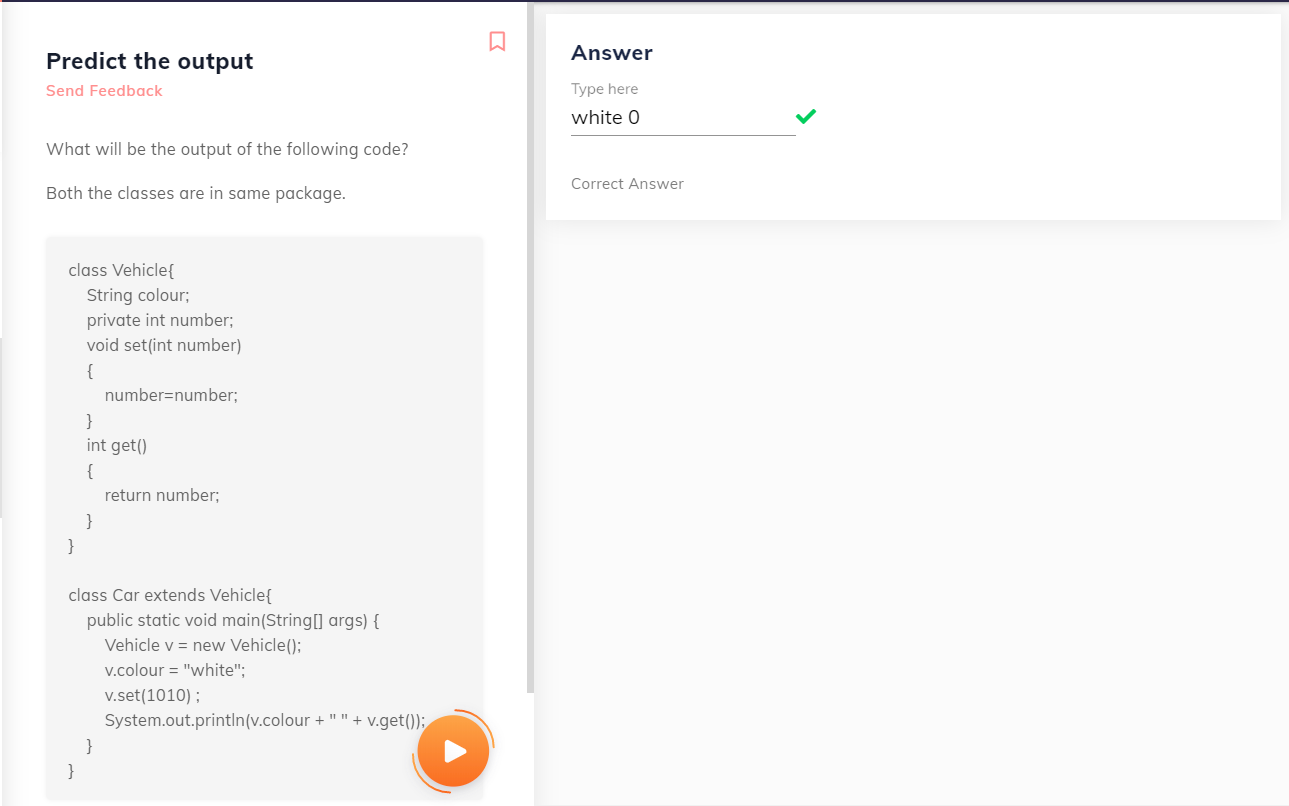 Predict the output
Send Feedback
What will be the output of the following code?
Both the classes are in same package.
class Vehicle{
    String colour;
    private int number;
    void set(int number)
    {
        number=number;
    }
    int get()
    {
        return number;
    }
}

class Car extends Vehicle{
    public static void main(String[] args) {
        Vehicle v = new Vehicle();
        v.colour = "white";
        v.set(1010) ;
        System.out.println(v.colour + " " + v.get());
    }
}
Answer
Type here
white 0
Correct Answer